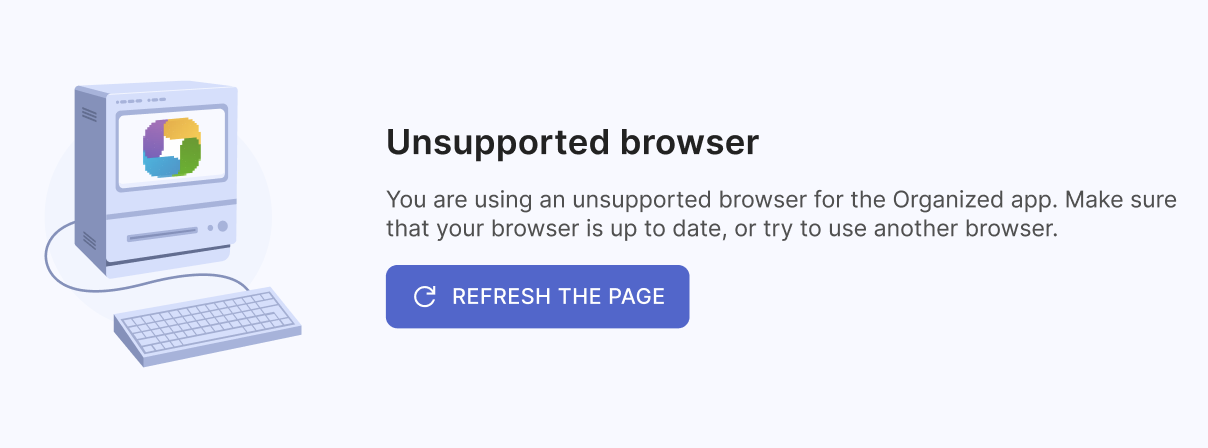 Unsupported browser
You are using an unsupported browser for the Organized app. Make sure
that your browser is up to date, or try to use another browser.
REFRESH THE PAGE